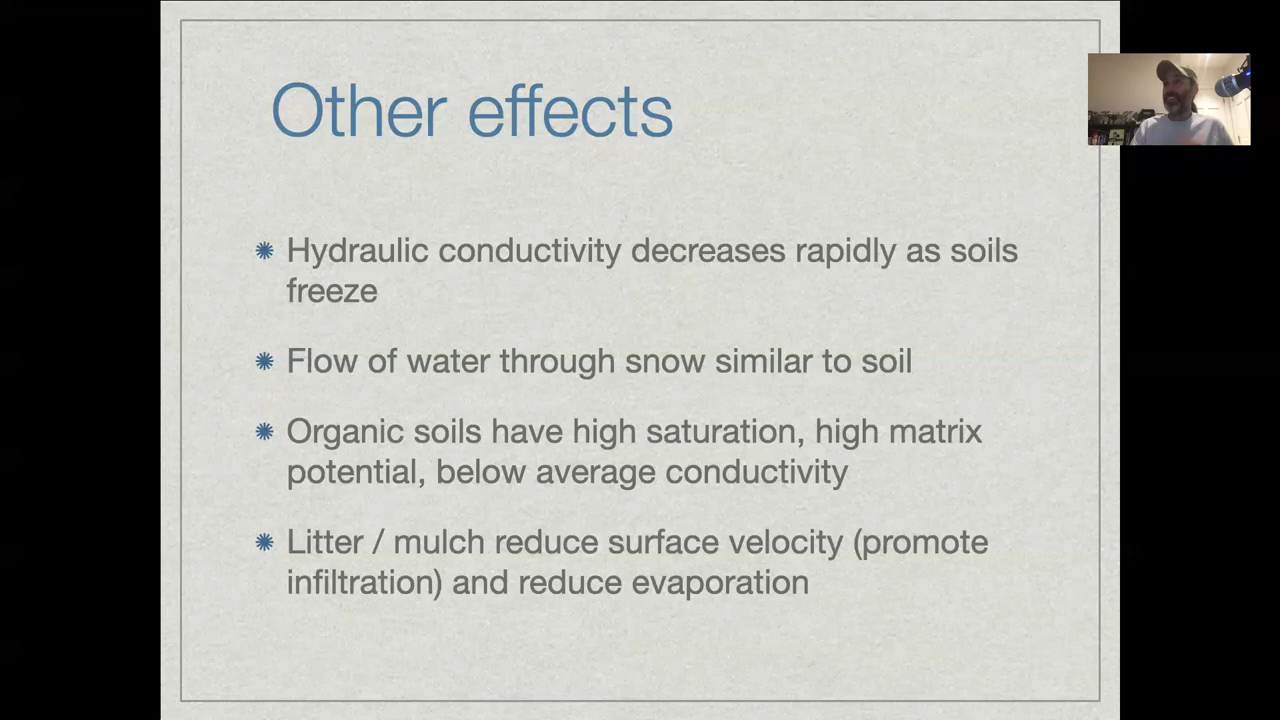 Other effects
Hydraulic conductivity decreases rapidly as soils
freeze
Flow of water through snow similar to soil
Organic soils have high saturation, high matrix
potential, below average conductivity
Litter / mulch reduce surface velocity (promote
infiltration) and reduce evaporation